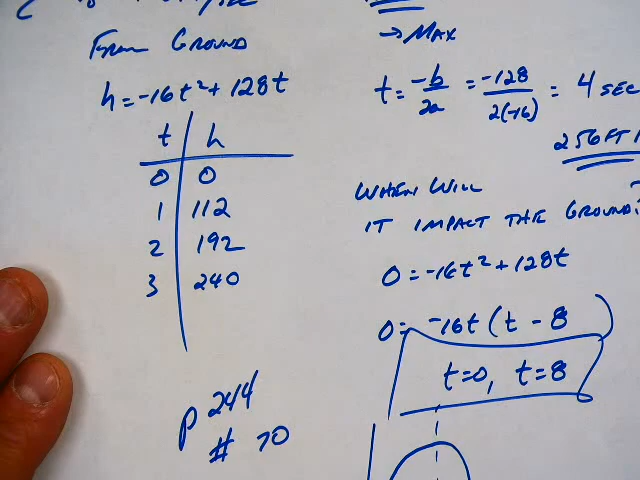 From Ground
h = -16t² + 128t
t h
0 0
1 112
2 192
3 240
p 244
# 70
→ Max
t = -b/2a = -128/2(-16) = 4 sec
256 FT
When will
it impact the ground?
0 = -16t² + 128t
0 = -16t(t - 8)
t=0, t=8